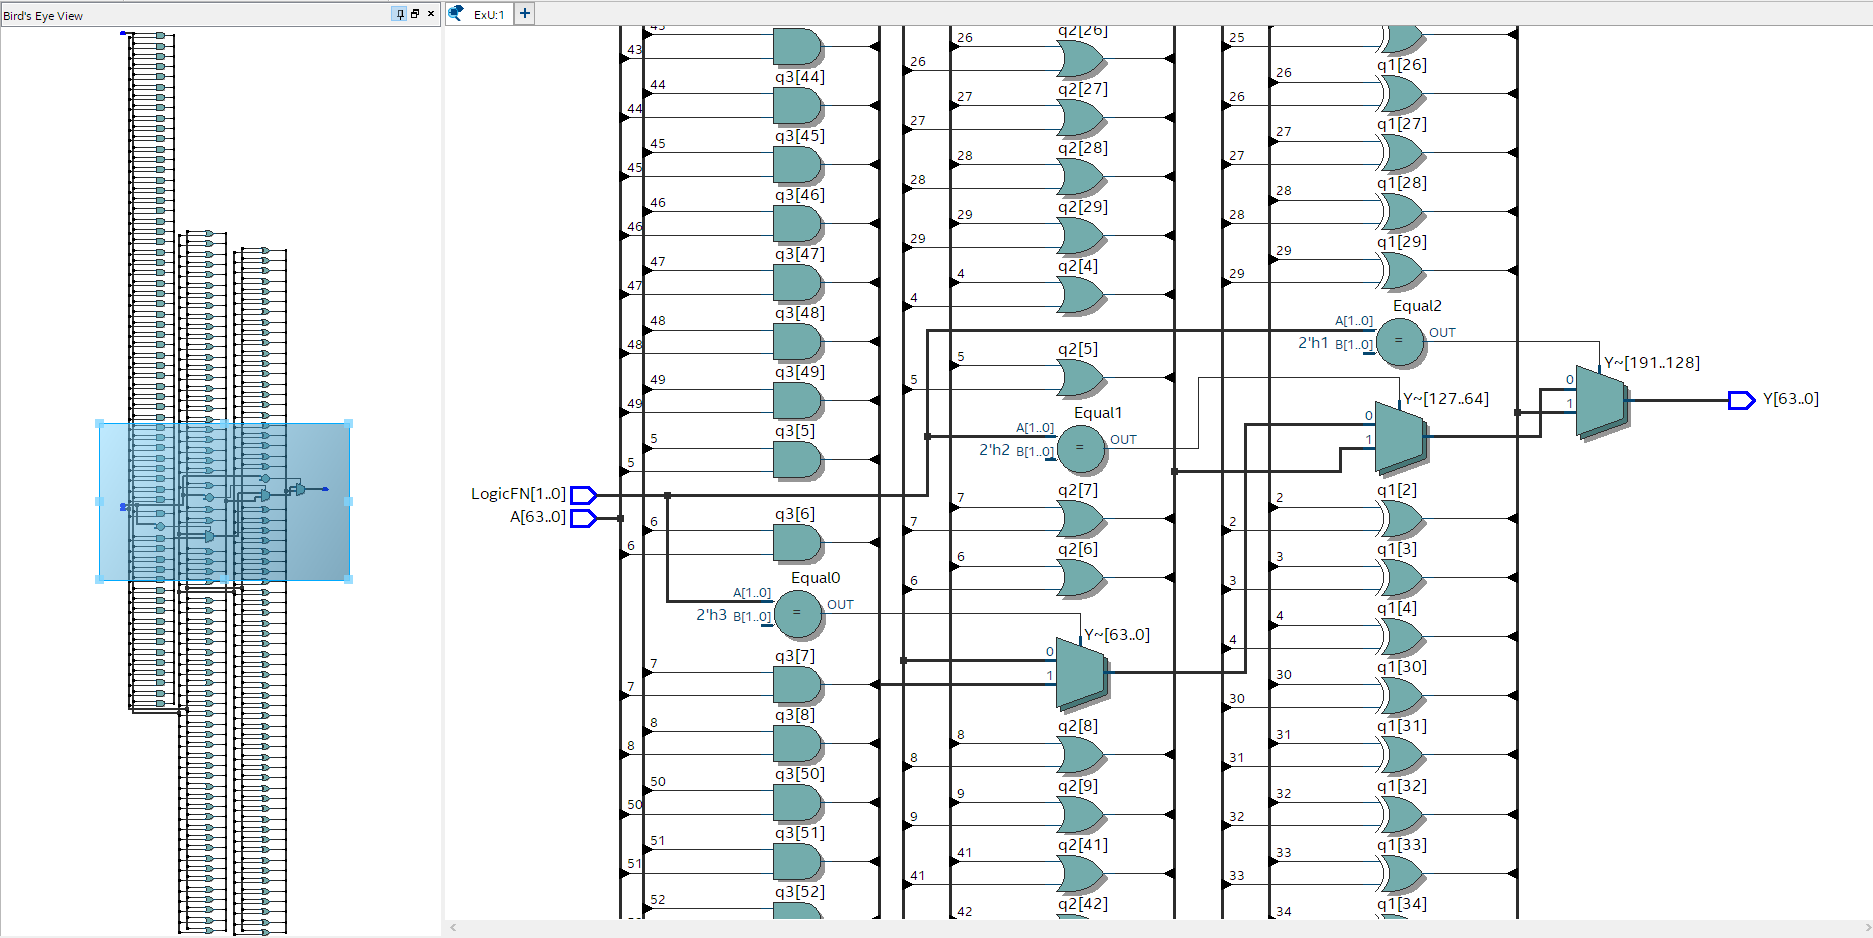 Bird's Eye View
ExU:1
43
44
44
q3[44]
45
45
q3[45]
46
46
q3[46]
47
47
q3[47]
48
48
q3[48]
49
49
q3[49]
5
5
q3[5]
LogicFN[1..0]
A[63..0]
6
6
q3[6]
Equal0
A[1..0]
2'h3 B[1..0]
=
OUT
7
7
q3[7]
8
8
q3[8]
50
50
q3[50]
51
51
q3[51]
52
q3[52]
26
26
q2[26]
27
27
q2[27]
28
28
q2[28]
29
29
q2[29]
4
4
q2[4]
5
5
q2[5]
Equal1
A[1..0]
2'h2 B[1..0]
=
OUT
7
7
q2[7]
6
6
q2[6]
Y~[63..0]
0
1
8
8
q2[8]
9
9
q2[9]
41
41
q2[41]
42
q2[42]
25
26
26
q1[26]
27
27
q1[27]
28
28
q1[28]
29
29
q1[29]
Equal2
A[1..0]
2'h1 B[1..0]
=
OUT
Y~[127..64]
0
1
Y~[191..128]
0
1
Y[63..0]
2
2
q1[2]
3
3
q1[3]
4
4
q1[4]
30
30
q1[30]
31
31
q1[31]
32
32
q1[32]
33
33
q1[33]
34
q1[34]